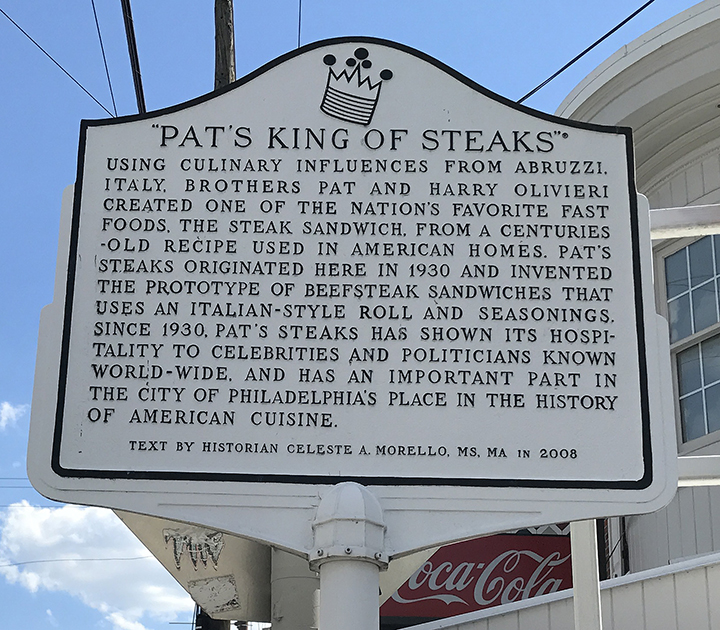 "PAT'S KING OF STEAKS"®
USING CULINARY INFLUENCES FROM ABRUZZI,
ITALY, BROTHERS PAT AND HARRY OLIVIERI
CREATED ONE OF THE NATION'S FAVORITE FAST
FOODS, THE STEAK SANDWICH, FROM A CENTURIES
-OLD RECIPE USED IN AMERICAN HOMES. PAT'S
STEAKS ORIGINATED HERE IN 1930 AND INVENTED
THE PROTOTYPE OF BEEFSTEAK SANDWICHES THAT
USES AN ITALIAN-STYLE ROLL AND SEASONINGS.
SINCE 1930, PAT'S STEAKS HAS SHOWN ITS HOSPI-
TALITY TO CELEBRITIES AND POLITICIANS KNOWN
WORLD-WIDE, AND HAS AN IMPORTANT PART IN
THE CITY OF PHILADELPHIA'S PLACE IN THE HISTORY
OF AMERICAN CUISINE.
TEXT BY HISTORIAN CELESTE A. MORELLO, MS, MA IN 2008
Coca-Cola